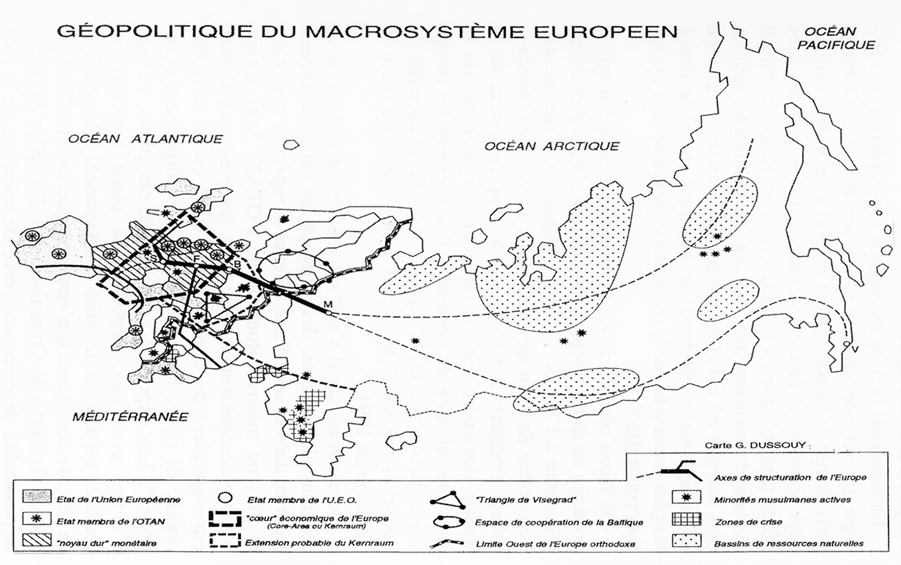 GÉOPOLITIQUE DU MACROSYSTÈME EUROPEEN
OCÉAN
PACIFIQUE
OCÉAN ATLANTIQUE
OCÉAN ARCTIQUE
M
V
MÉDITÉRRANÉE
Carte G. DUSSOUY
Axes de structuration de l'Europe
Etat de l'Union Européenne
Etat membre de l'U.E.O.
"Triangle de Visegrad"
Minorités musulmanes actives
Etat membre de l'OTAN
"cœur" économique de l'Europe
(Core-Area ou Kernraum)
Espace de coopération de la Baltique
Zones de crise
"noyau dur" monétaire
Extension probable du Kernraum
Limite Ouest de l'Europe orthodoxe
Bassins de ressources naturelles